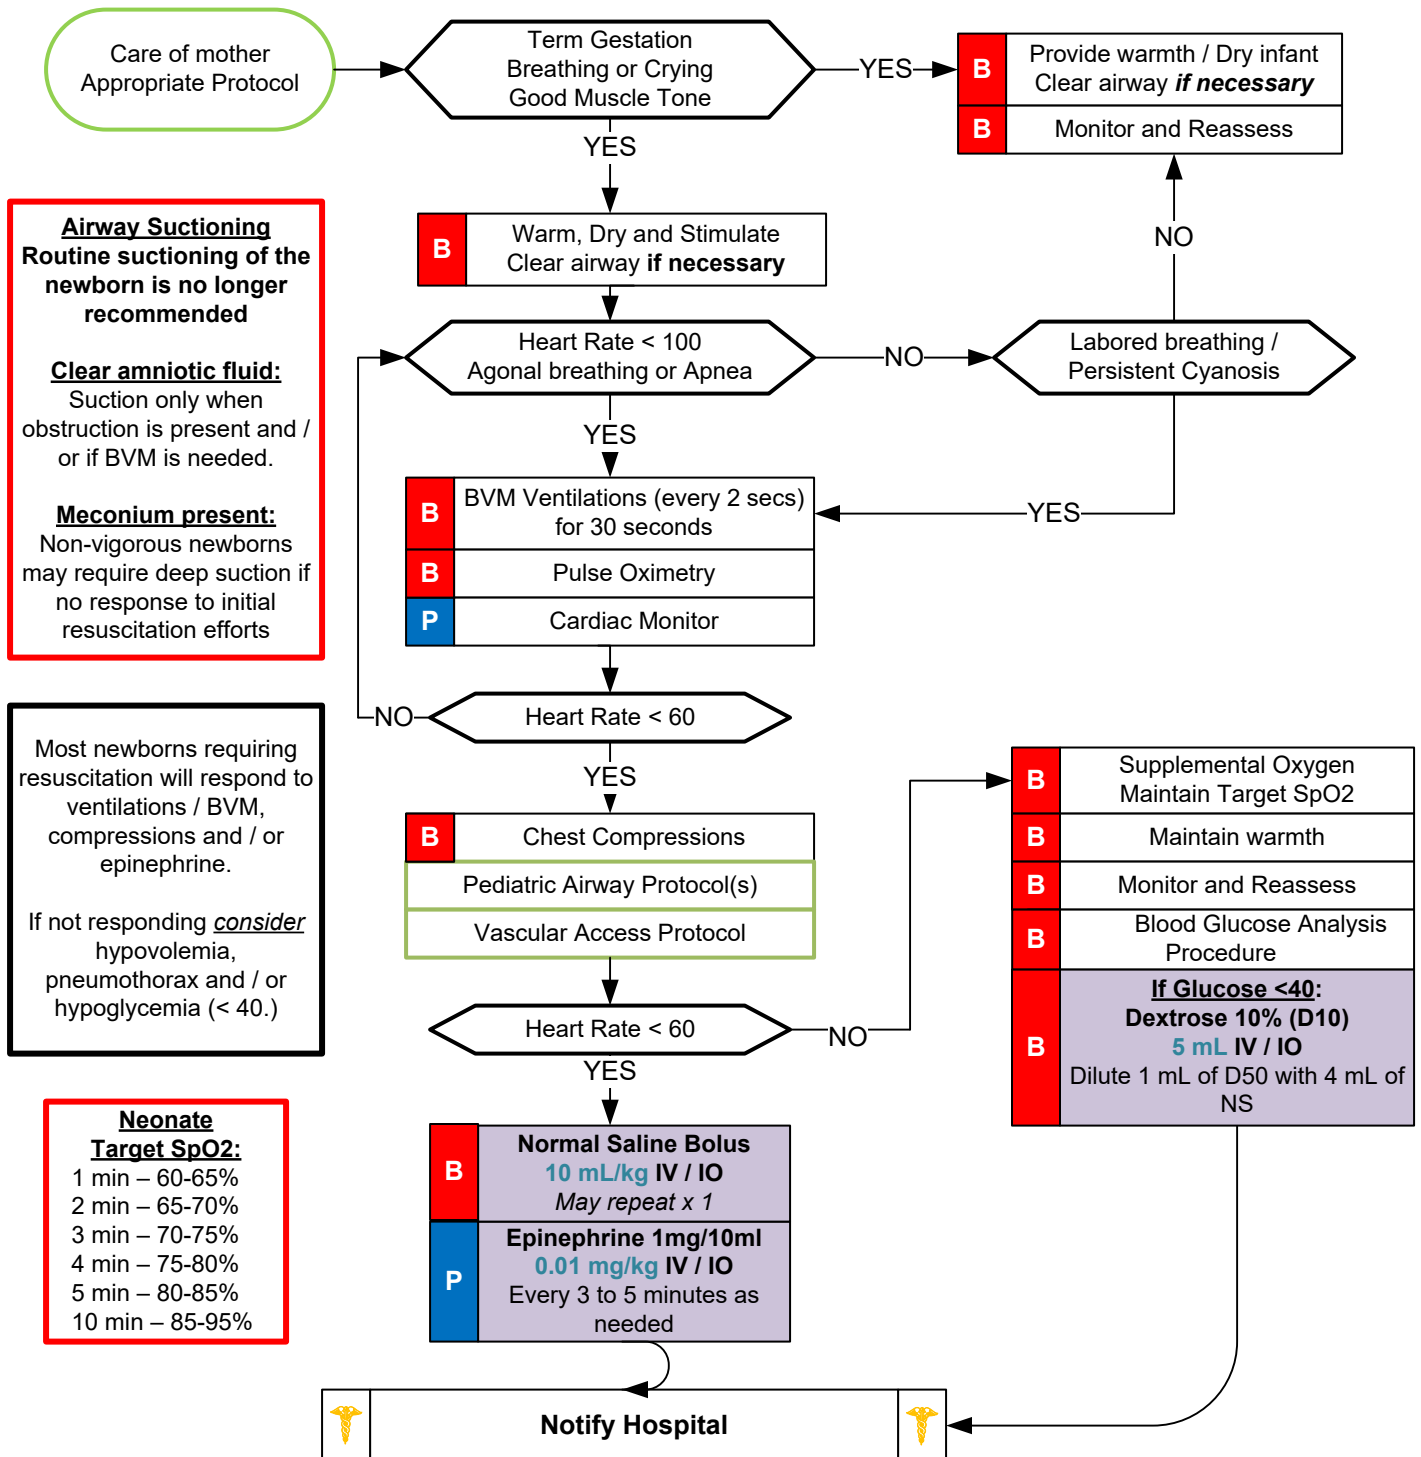 Care of mother
Appropriate Protocol
Term Gestation
Breathing or Crying
Good Muscle Tone
YES
B
Provide warmth / Dry infant
Clear airway if necessary
B
Monitor and Reassess
YES
NO
B
Warm, Dry and Stimulate
Clear airway if necessary
Airway Suctioning
Routine suctioning of the
newborn is no longer
recommended
Clear amniotic fluid:
Suction only when
obstruction is present and /
or if BVM is needed.
Meconium present:
Non-vigorous newborns
may require deep suction if
no response to initial
resuscitation efforts
Heart Rate < 100
Agonal breathing or Apnea
NO
Labored breathing /
Persistent Cyanosis
YES
YES
B
BVM Ventilations (every 2 secs)
for 30 seconds
B
Pulse Oximetry
P
Cardiac Monitor
NO
Heart Rate < 60
YES
Most newborns requiring
resuscitation will respond to
ventilations / BVM,
compressions and / or
epinephrine.
If not responding consider
hypovolemia,
pneumothorax and / or
hypoglycemia (< 40.)
B
Chest Compressions
Pediatric Airway Protocol(s)
Vascular Access Protocol
Heart Rate < 60
NO
YES
B
Supplemental Oxygen
Maintain Target SpO2
B
Maintain warmth
B
Monitor and Reassess
B
Blood Glucose Analysis
Procedure
B
If Glucose <40:
Dextrose 10% (D10)
5 mL IV / IO
Dilute 1 mL of D50 with 4 mL of
NS
Neonate
Target SpO2:
1 min – 60-65%
2 min – 65-70%
3 min – 70-75%
4 min – 75-80%
5 min – 80-85%
10 min – 85-95%
B
Normal Saline Bolus
10 mL/kg IV / IO
May repeat x 1
P
Epinephrine 1mg/10ml
0.01 mg/kg IV / IO
Every 3 to 5 minutes as
needed
Notify Hospital